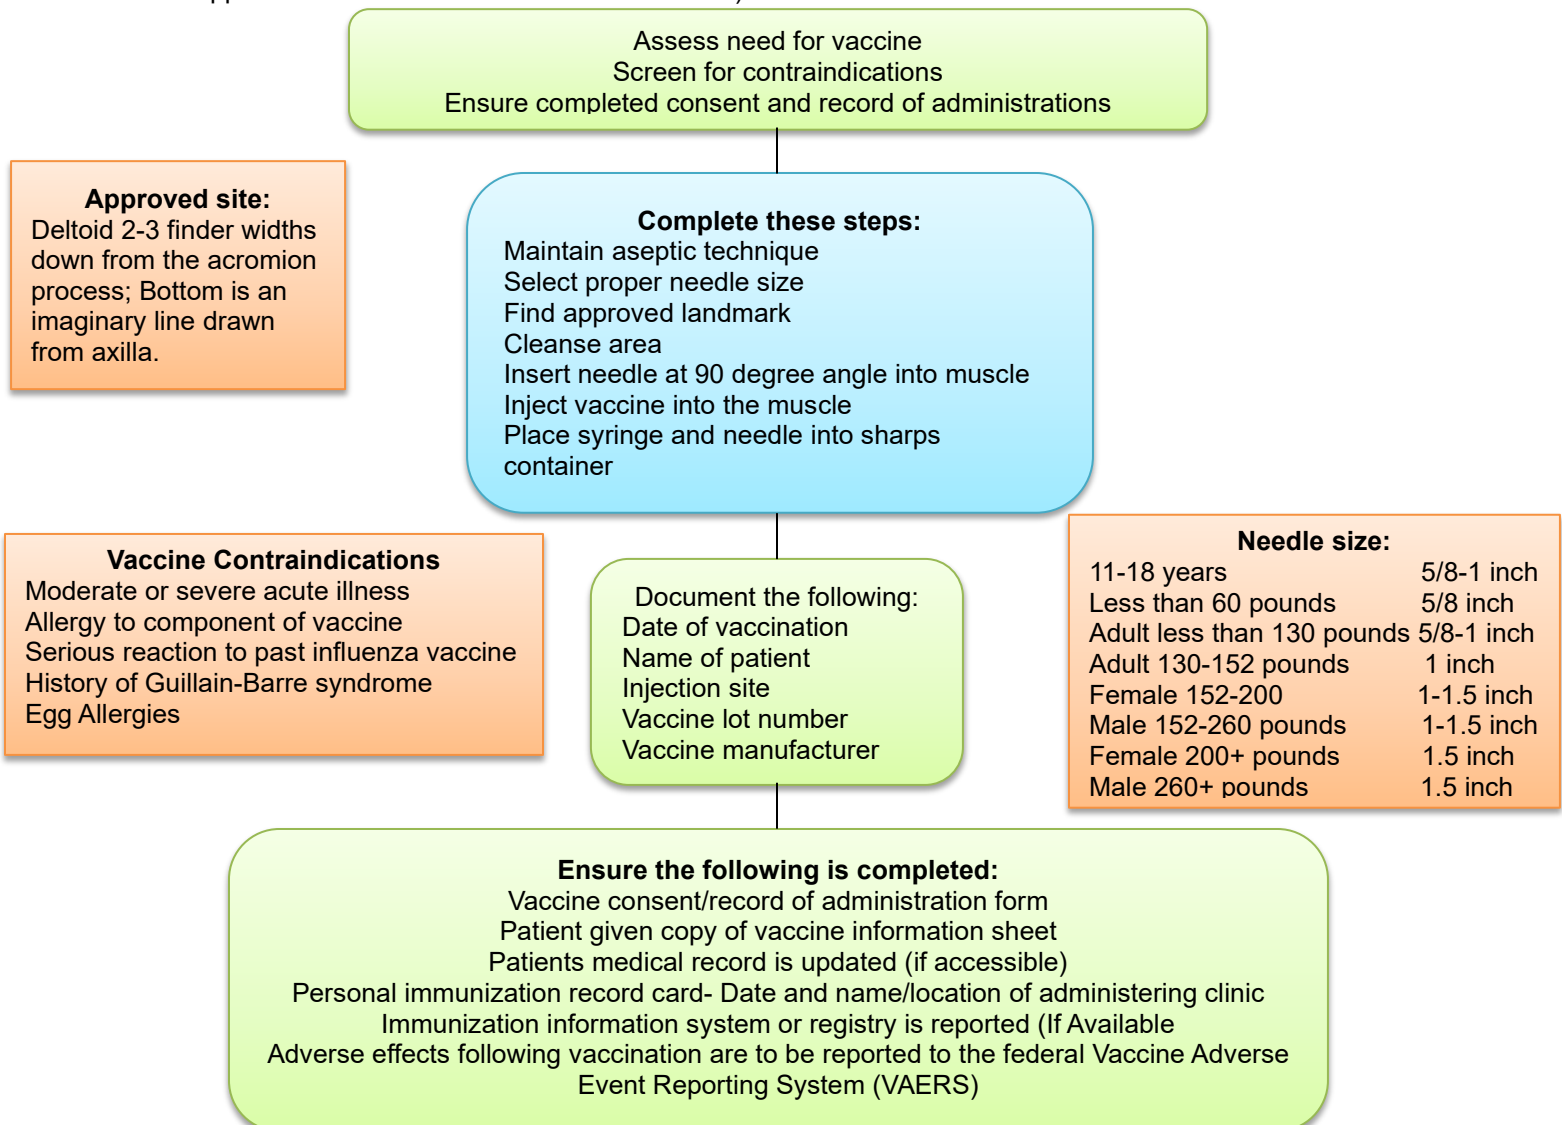 Assess need for vaccine
Screen for contraindications
Ensure completed consent and record of administrations
Approved site:
Deltoid 2-3 finder widths
down from the acromion
process; Bottom is an
imaginary line drawn
from axilla.
Complete these steps:
Maintain aseptic technique
Select proper needle size
Find approved landmark
Cleanse area
Insert needle at 90 degree angle into muscle
Inject vaccine into the muscle
Place syringe and needle into sharps
container
Vaccine Contraindications
Moderate or severe acute illness
Allergy to component of vaccine
Serious reaction to past influenza vaccine
History of Guillain-Barre syndrome
Egg Allergies
Document the following:
Date of vaccination
Name of patient
Injection site
Vaccine lot number
Vaccine manufacturer
Needle size:
11-18 years 5/8-1 inch
Less than 60 pounds 5/8 inch
Adult less than 130 pounds 5/8-1 inch
Adult 130-152 pounds 1 inch
Female 152-200 1-1.5 inch
Male 152-260 pounds 1-1.5 inch
Female 200+ pounds 1.5 inch
Male 260+ pounds 1.5 inch
Ensure the following is completed:
Vaccine consent/record of administration form
Patient given copy of vaccine information sheet
Patients medical record is updated (if accessible)
Personal immunization record card- Date and name/location of administering clinic
Immunization information system or registry is reported (If Available
Adverse effects following vaccination are to be reported to the federal Vaccine Adverse
Event Reporting System (VAERS)